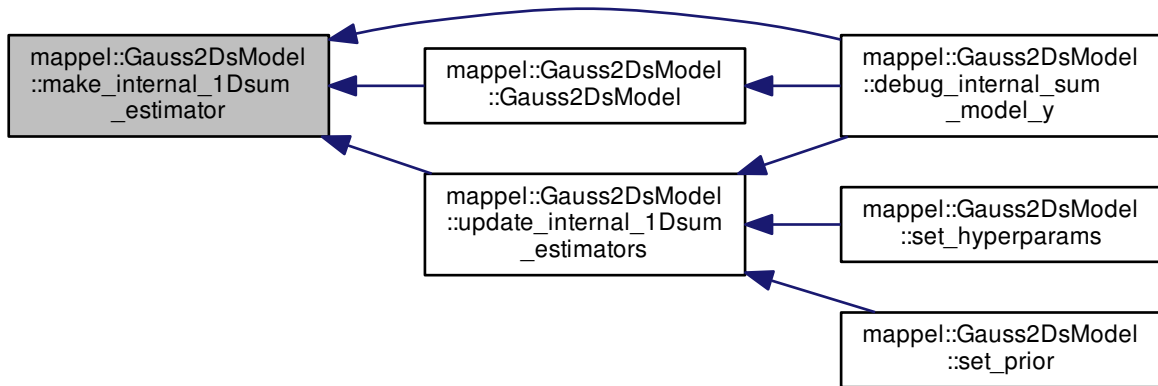 mappel::Gauss2DsModel
::make_internal_1Dsum
_estimator
mappel::Gauss2DsModel
::Gauss2DsModel
mappel::Gauss2DsModel
::update_internal_1Dsum
_estimators
mappel::Gauss2DsModel
::debug_internal_sum
_model_y
mappel::Gauss2DsModel
::set_hyperparams
mappel::Gauss2DsModel
::set_prior